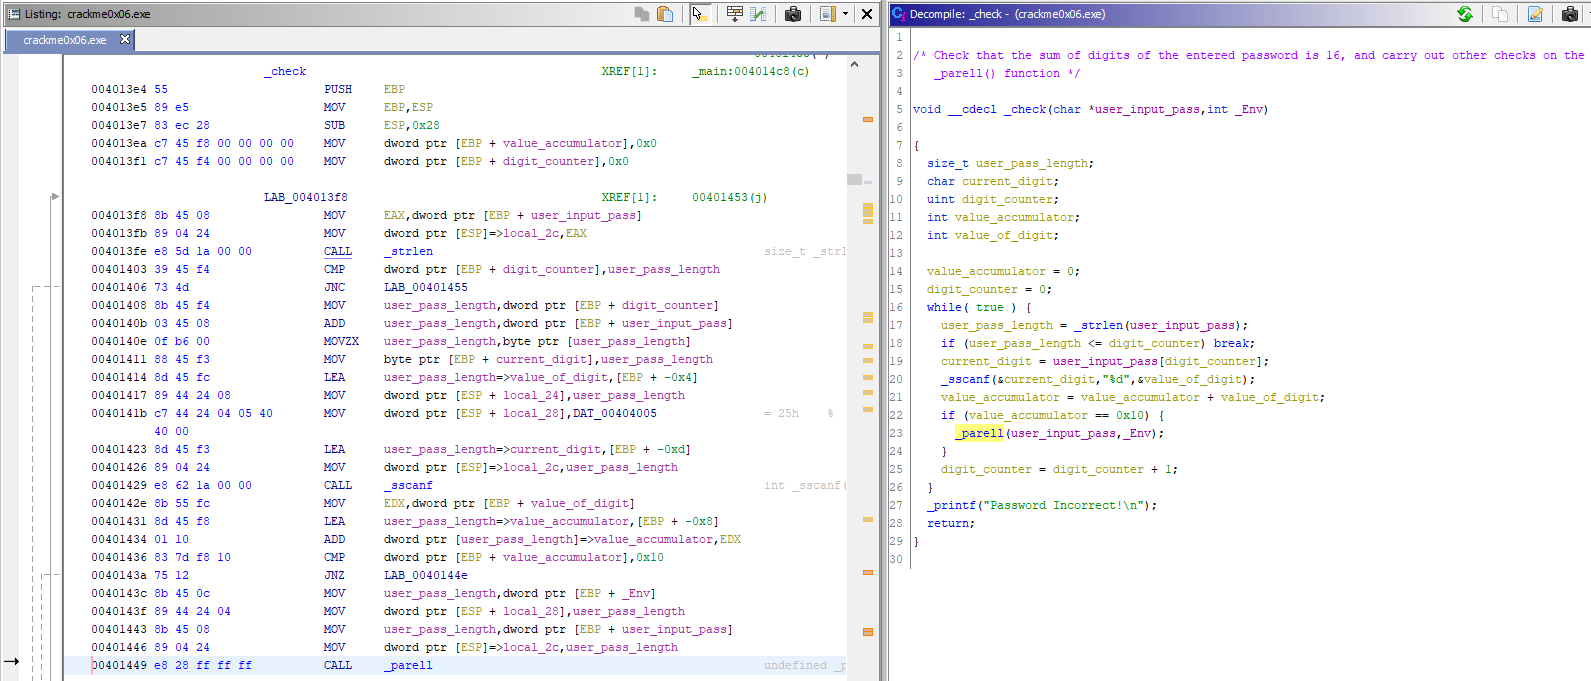 Listing: crackme0x06.exe
crackme0x06.exe
_check XREF[1]: _main:004014c8(c)
004013e4 55 PUSH EBP
004013e5 89 e5 MOV EBP,ESP
004013e7 83 ec 28 SUB ESP,0x28
004013ea c7 45 f8 00 00 00 00 MOV dword ptr [EBP + value_accumulator],0x0
004013f1 c7 45 f4 00 00 00 00 MOV dword ptr [EBP + digit_counter],0x0
LAB_004013f8 XREF[1]: 00401453(j)
004013f8 8b 45 08 MOV EAX,dword ptr [EBP + user_input_pass]
004013fb 89 04 24 MOV dword ptr [ESP]=>local_2c,EAX
004013fe e8 5d 1a 00 00 CALL _strlen size_t _strl
00401403 39 45 f4 CMP dword ptr [EBP + digit_counter],user_pass_length
00401406 73 4d JNC LAB_00401455
00401408 8b 45 f4 MOV user_pass_length,dword ptr [EBP + digit_counter]
0040140b 03 45 08 ADD user_pass_length,dword ptr [EBP + user_input_pass]
0040140e 0f b6 00 MOVZX user_pass_length,byte ptr [user_pass_length]
00401411 88 45 f3 MOV byte ptr [EBP + current_digit],user_pass_length
00401414 8d 45 fc LEA user_pass_length=>value_of_digit,[EBP + -0x4]
00401417 89 44 24 08 MOV dword ptr [ESP + local_24],user_pass_length
0040141b c7 44 24 04 05 40 MOV dword ptr [ESP + local_28],DAT_00404005 = 25h %
40 00
00401423 8d 45 f3 LEA user_pass_length=>current_digit,[EBP + -0xd]
00401426 89 04 24 MOV dword ptr [ESP]=>local_2c,user_pass_length
00401429 e8 62 1a 00 00 CALL _sscanf int _sscanf(
0040142e 8b 55 fc MOV EDX,dword ptr [EBP + value_of_digit]
00401431 8d 45 f8 LEA user_pass_length=>value_accumulator,[EBP + -0x8]
00401434 01 10 ADD dword ptr [user_pass_length]=>value_accumulator,EDX
00401436 83 7d f8 10 CMP dword ptr [EBP + value_accumulator],0x10
0040143a 75 12 JNZ LAB_0040144e
0040143c 8b 45 0c MOV user_pass_length,dword ptr [EBP + _Env]
0040143f 89 44 24 04 MOV dword ptr [ESP + local_28],user_pass_length
00401443 8b 45 08 MOV user_pass_length,dword ptr [EBP + user_input_pass]
00401446 89 04 24 MOV dword ptr [ESP]=>local_2c,user_pass_length
00401449 e8 28 ff ff ff CALL _parell undefined _p
Decompile: _check - (crackme0x06.exe)
1
2 /* Check that the sum of digits of the entered password is 16, and carry out other checks on the
3 _parell() function */
4
5 void __cdecl _check(char *user_input_pass,int _Env)
6
7 {
8 size_t user_pass_length;
9 char current_digit;
10 uint digit_counter;
11 int value_accumulator;
12 int value_of_digit;
13
14 value_accumulator = 0;
15 digit_counter = 0;
16 while( true ) {
17 user_pass_length = _strlen(user_input_pass);
18 if (user_pass_length <= digit_counter) break;
19 current_digit = user_input_pass[digit_counter];
20 _sscanf(&current_digit,"%d",&value_of_digit);
21 value_accumulator = value_accumulator + value_of_digit;
22 if (value_accumulator == 0x10) {
23 _parell(user_input_pass,_Env);
24 }
25 digit_counter = digit_counter + 1;
26 }
27 _printf("Password Incorrect!\n");
28 return;
29 }
30